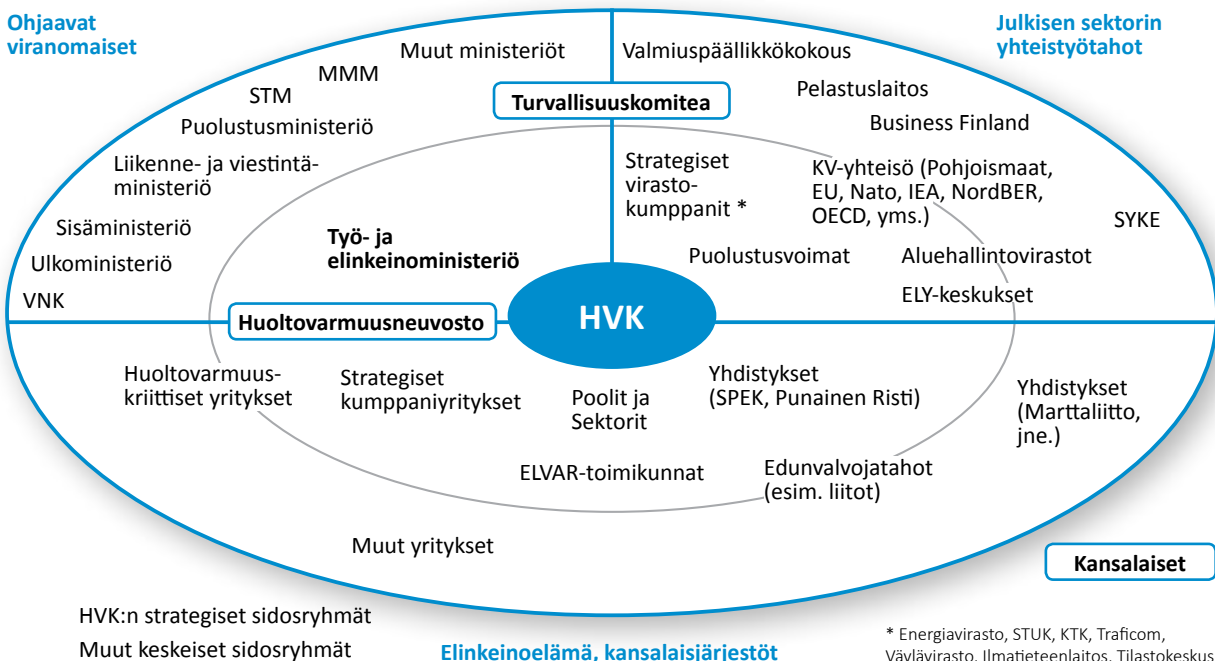 Ohjaavat
viranomaiset
Julkisen sektorin
yhteistyötahot
Muut ministeriöt
Valmiuspäällikkökokous
MMM
STM
Turvallisuuskomitea
Pelastuslaitos
Puolustusministeriö
Business Finland
Liikenne- ja viestintä-
ministeriö
Strategiset
virasto-
kumppanit *
KV-yhteisö (Pohjoismaat,
EU, Nato, IEA, NordBER,
OECD, yms.)
SYKE
Sisäministeriö
Työ- ja
elinkeinoministeriö
Ulkoministeriö
Puolustusvoimat
Aluehallintovirastot
VNK
ELY-keskukset
Huoltovarmuusneuvosto
HVK
Huoltovarmuus-
kriittiset yritykset
Strategiset
kumppaniyritykset
Poolit ja
Sektorit
Yhdistykset
(SPEK, Punainen Risti)
Yhdistykset
(Marttaliitto,
jne.)
ELVAR-toimikunnat
Edunvalvojatahot
(esim. liitot)
Muut yritykset
Kansalaiset
HVK:n strategiset sidosryhmät
Muut keskeiset sidosryhmät
Elinkeinoelämä, kansalaisjärjestöt
* Energiavirasto, STUK, KTK, Traficom,
Väylävirasto, Ilmatieteenlaitos, Tilastokeskus